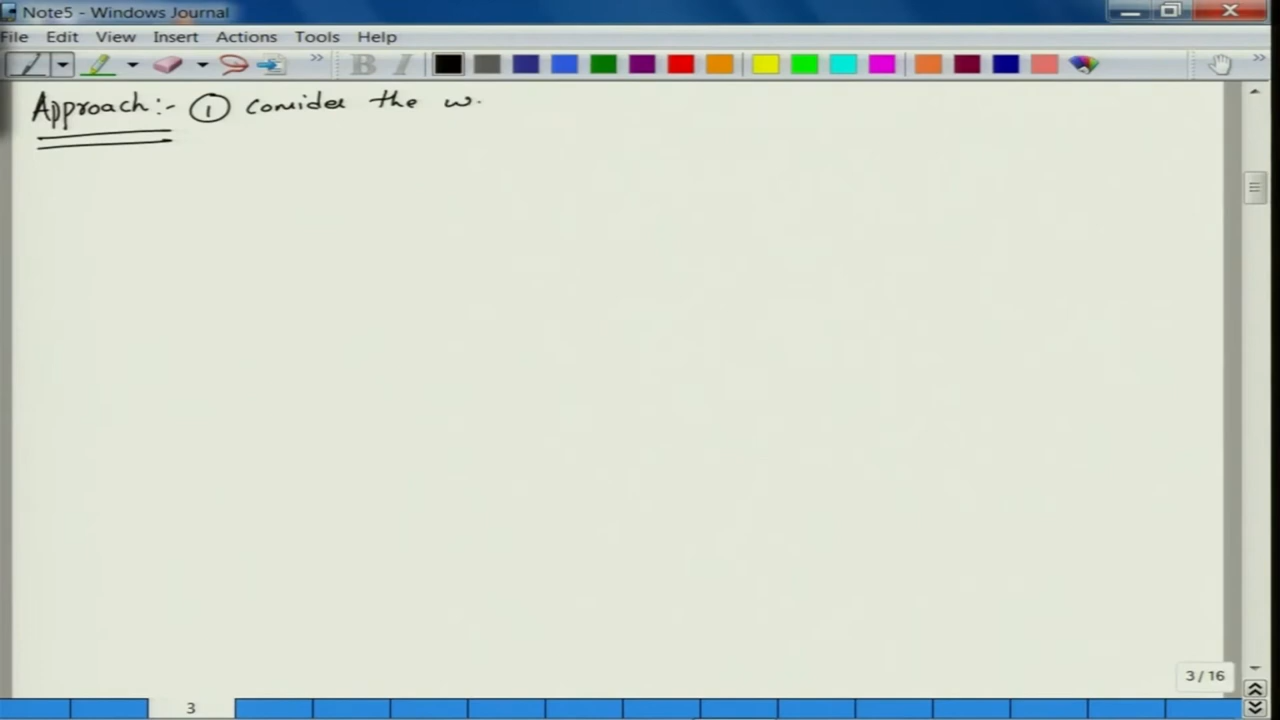 Note5 - Windows Journal
File Edit View Insert Actions Tools Help
B I
Approach:- ① consider the w.
3 / 16
3